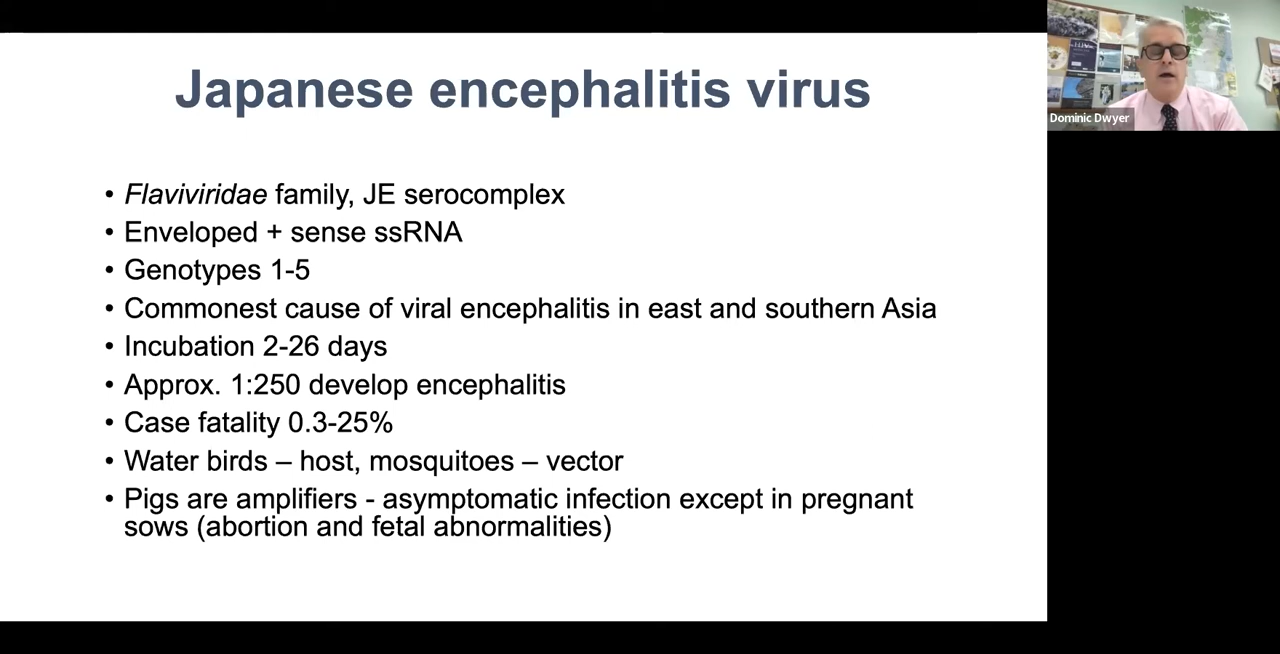 Japanese encephalitis virus
Dominic Dwyer
• Flaviviridae family, JE serocomplex
• Enveloped + sense ssRNA
• Genotypes 1-5
• Commonest cause of viral encephalitis in east and southern Asia
• Incubation 2-26 days
• Approx. 1:250 develop encephalitis
• Case fatality 0.3-25%
• Water birds – host, mosquitoes – vector
• Pigs are amplifiers - asymptomatic infection except in pregnant
sows (abortion and fetal abnormalities)